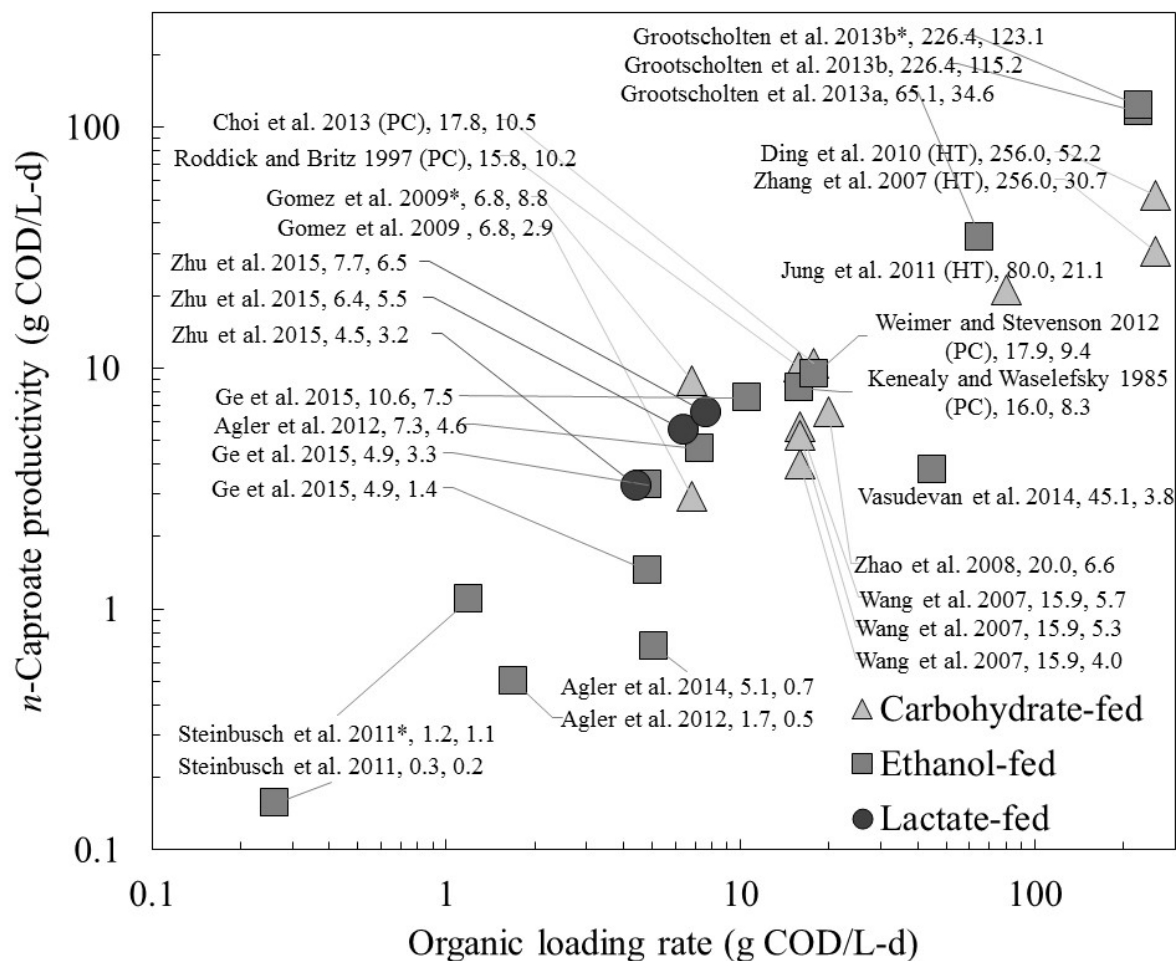 Grootscholten et al. 2013b*, 226.4, 123.1
Grootscholten et al. 2013b, 226.4, 115.2
Grootscholten et al. 2013a, 65.1, 34.6
Choi et al. 2013 (PC), 17.8, 10.5
Roddick and Britz 1997 (PC), 15.8, 10.2
Ding et al. 2010 (HT), 256.0, 52.2
Zhang et al. 2007 (HT), 256.0, 30.7
Gomez et al. 2009*, 6.8, 8.8
Gomez et al. 2009 , 6.8, 2.9
Zhu et al. 2015, 7.7, 6.5
Zhu et al. 2015, 6.4, 5.5
Zhu et al. 2015, 4.5, 3.2
Jung et al. 2011 (HT), 80.0, 21.1
Weimer and Stevenson 2012
(PC), 17.9, 9.4
Kenealy and Waselefsky 1985
(PC), 16.0, 8.3
Ge et al. 2015, 10.6, 7.5
Agler et al. 2012, 7.3, 4.6
Ge et al. 2015, 4.9, 3.3
Ge et al. 2015, 4.9, 1.4
Vasudevan et al. 2014, 45.1, 3.8
Zhao et al. 2008, 20.0, 6.6
Wang et al. 2007, 15.9, 5.7
Wang et al. 2007, 15.9, 5.3
Wang et al. 2007, 15.9, 4.0
Agler et al. 2014, 5.1, 0.7
Agler et al. 2012, 1.7, 0.5
Steinbusch et al. 2011*, 1.2, 1.1
Steinbusch et al. 2011, 0.3, 0.2
Carbohydrate-fed
Ethanol-fed
Lactate-fed
n-Caproate productivity (g COD/L-d)
100
10
1
0.1
0.1
1
10
100
Organic loading rate (g COD/L-d)